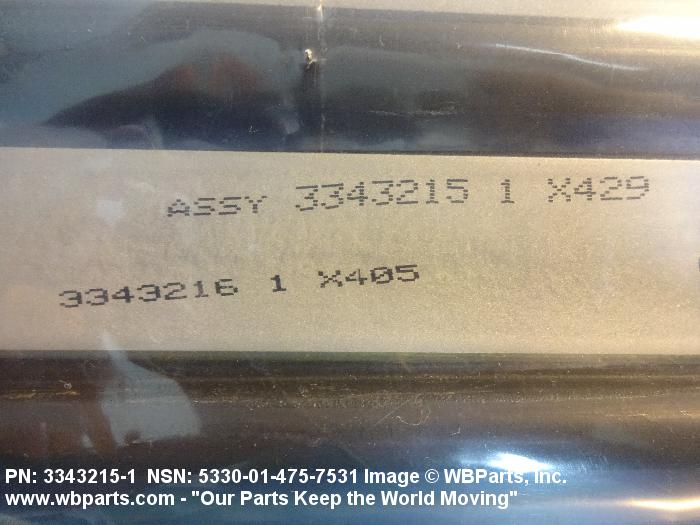 ASSY 3343215 1 X429
3343216 1 X405
PN: 3343215-1 NSN: 5330-01-475-7531 Image © WBParts, Inc.
www.wbparts.com - "Our Parts Keep the World Moving"